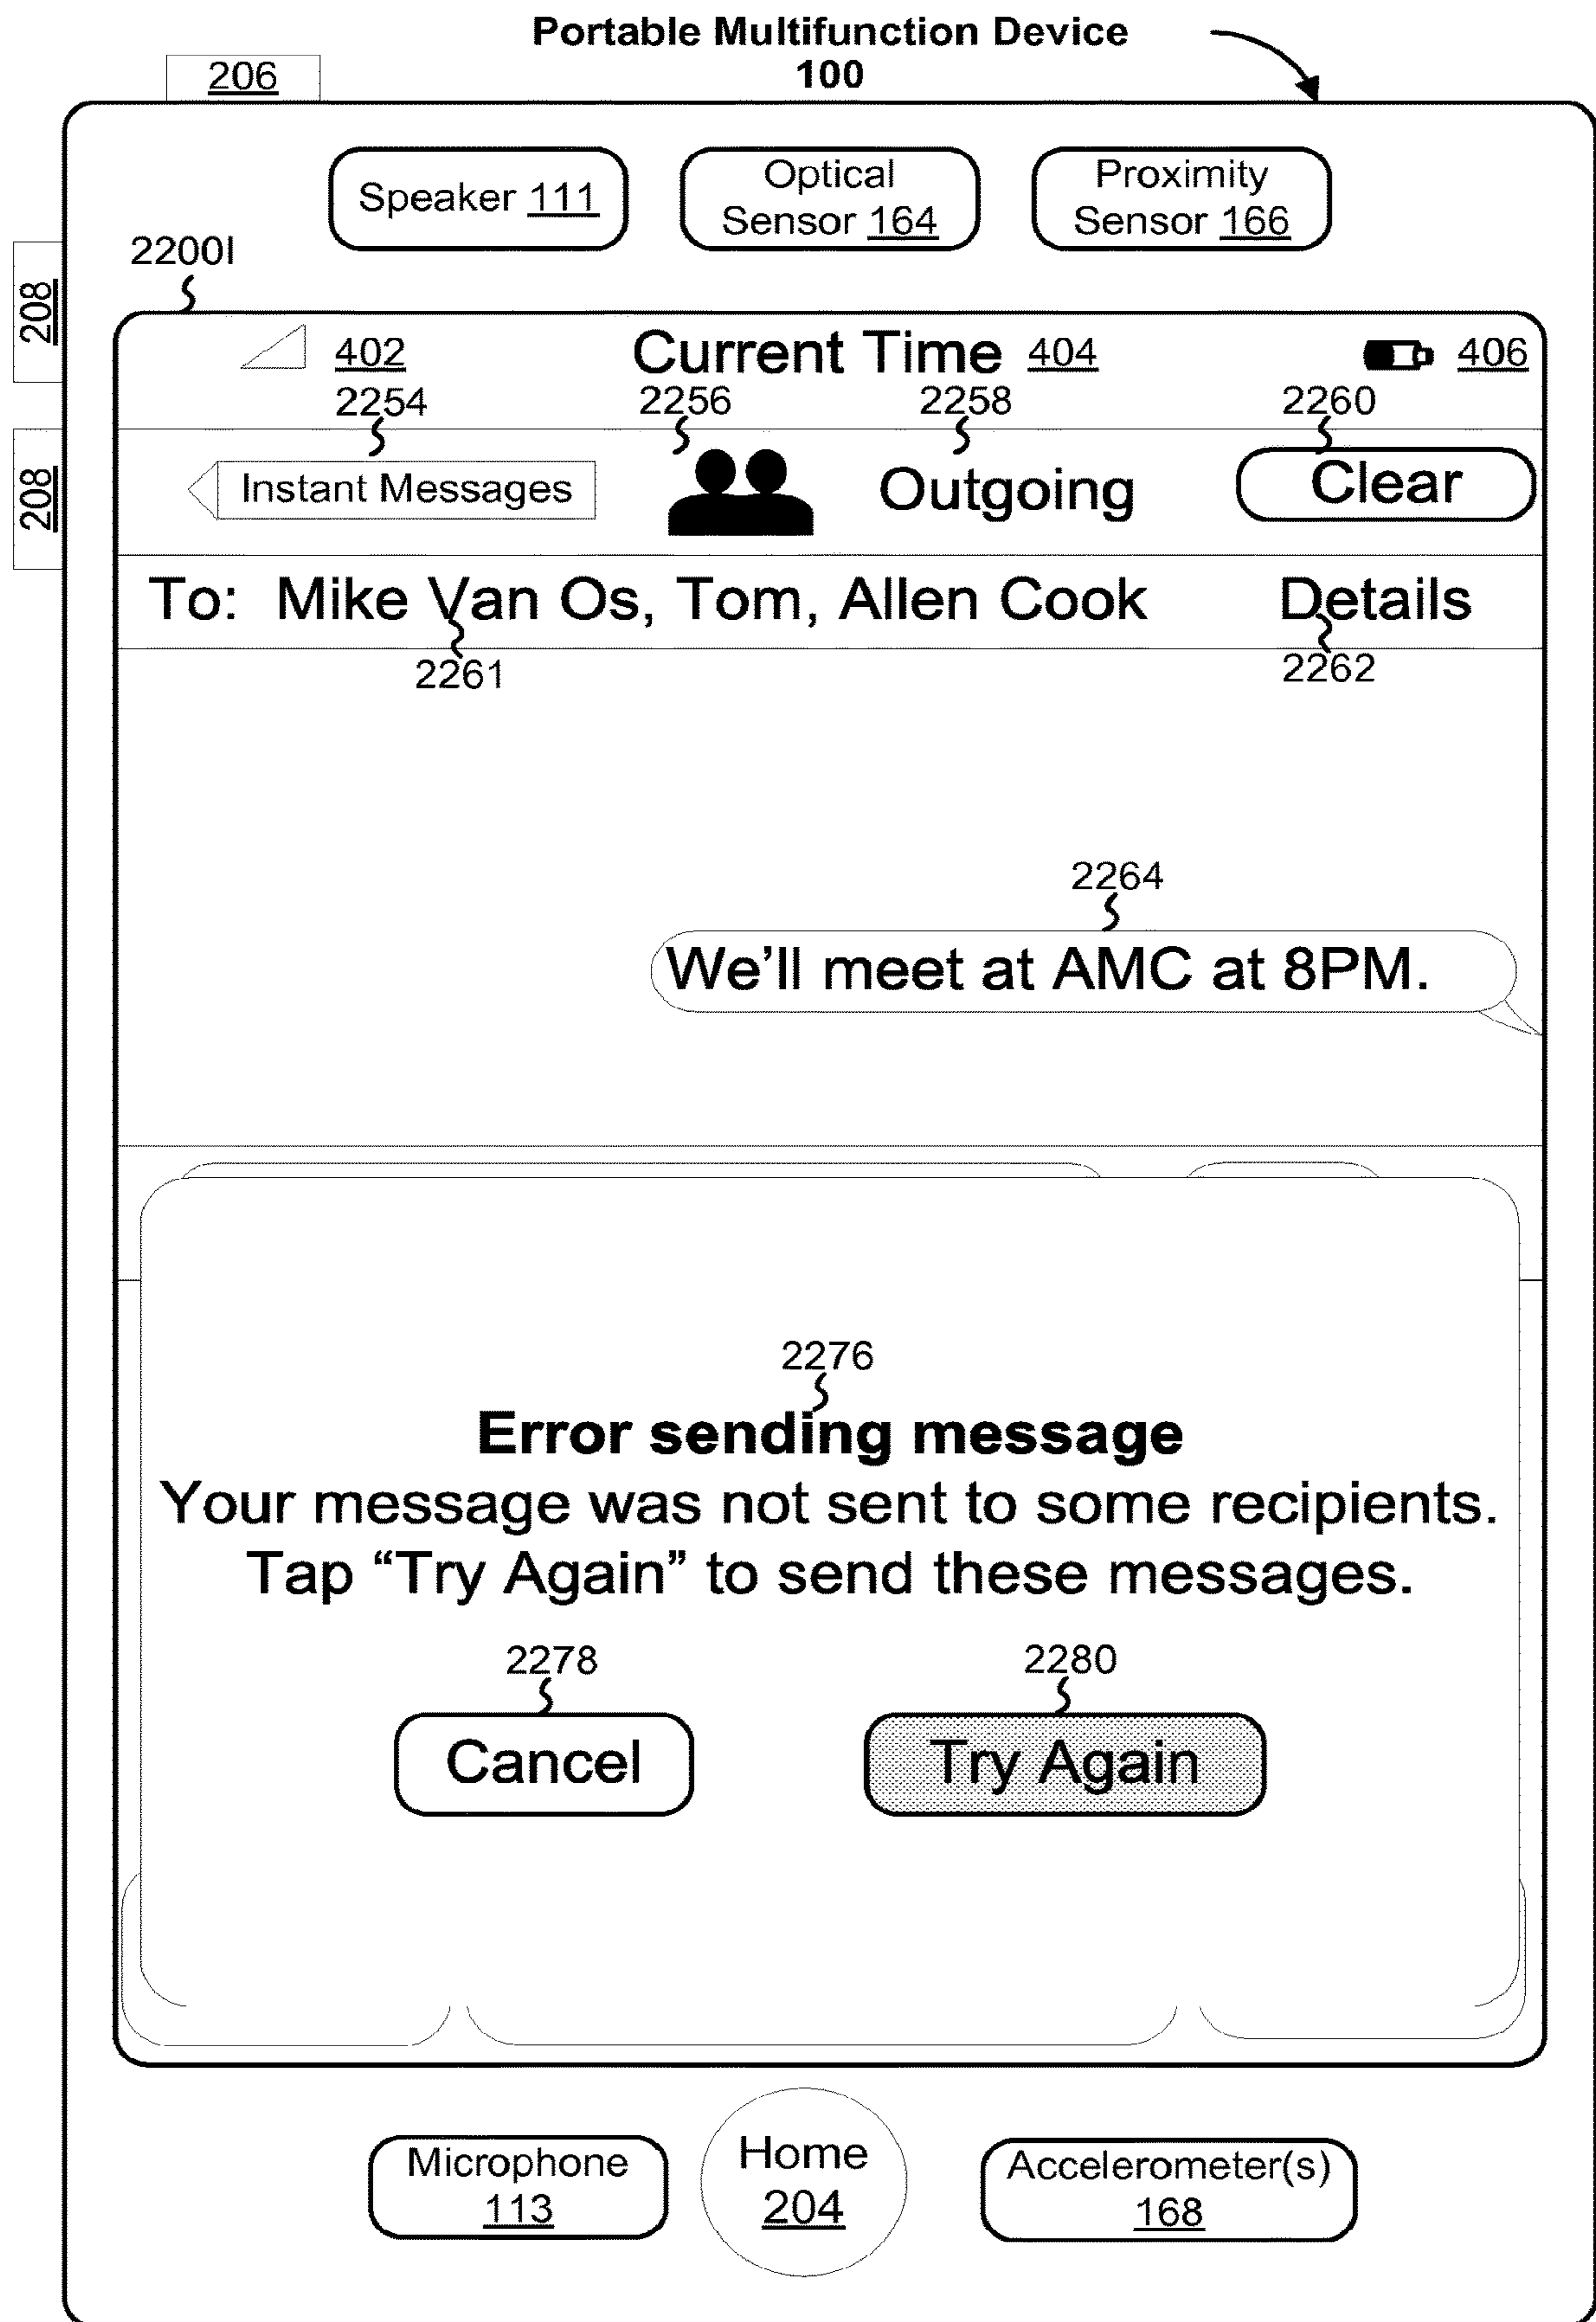 Portable Multifunction Device
100
206
Speaker 111
Optical
Sensor 164
Proximity
Sensor 166
2200I
208
208
402
Current Time 404
406
2254
2256
2258
2260
Instant Messages
Outgoing
Clear
To: Mike Van Os, Tom, Allen Cook
Details
2261
2262
2264
We’ll meet at AMC at 8PM.
2276
Error sending message
Your message was not sent to some recipients.
Tap “Try Again” to send these messages.
2278
2280
Cancel
Try Again
Microphone
113
Home
204
Accelerometer(s)
168